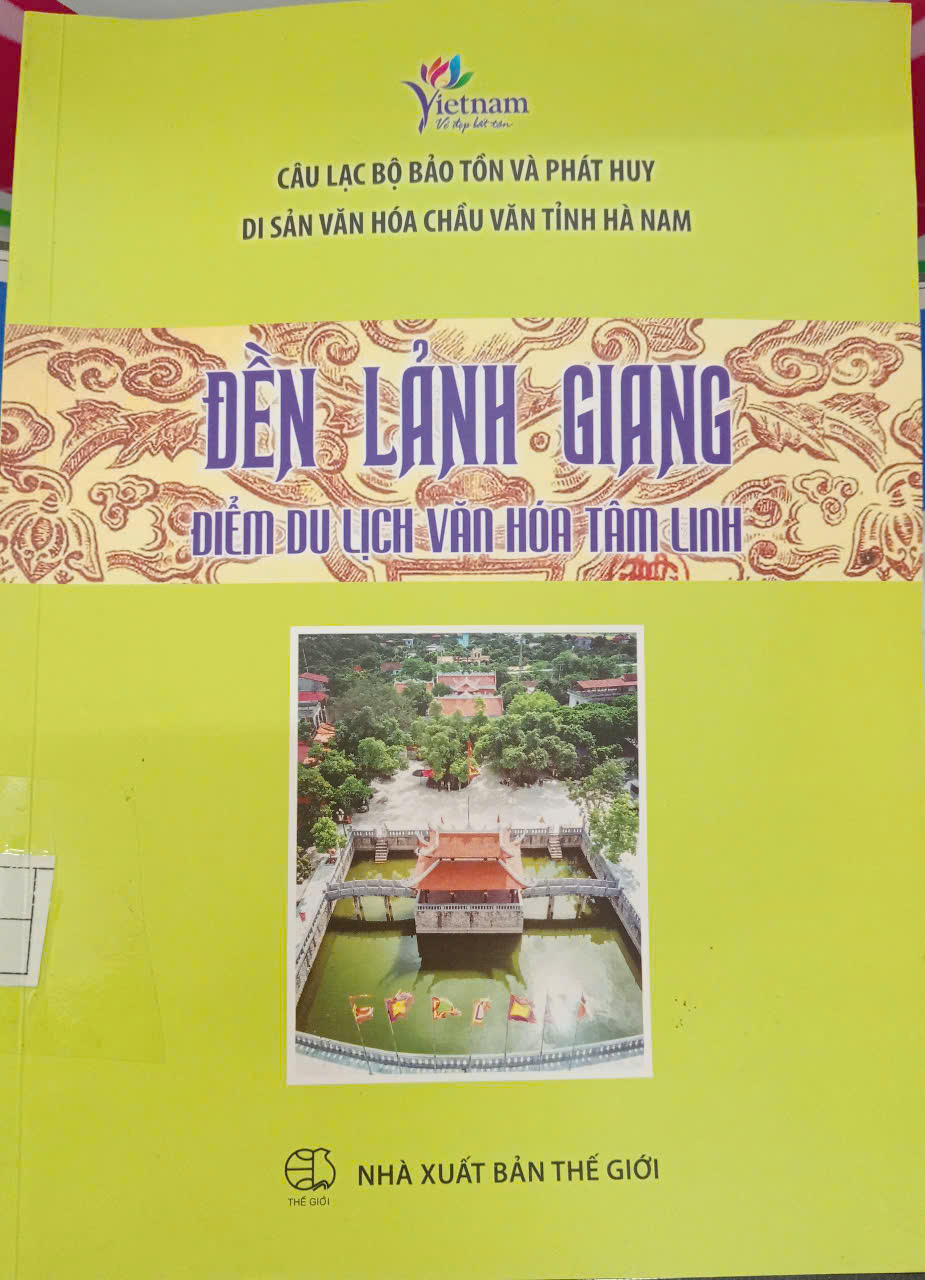 Vietnam
Vẻ đẹp bất tận
CÂU LẠC BỘ BẢO TỒN VÀ PHÁT HUY
DI SẢN VĂN HÓA CHẦU VĂN TỈNH HÀ NAM
ĐỀN LẢNH GIANG
ĐIỂM DU LỊCH VĂN HÓA TÂM LINH
THẾ GIỚI
NHÀ XUẤT BẢN THẾ GIỚI